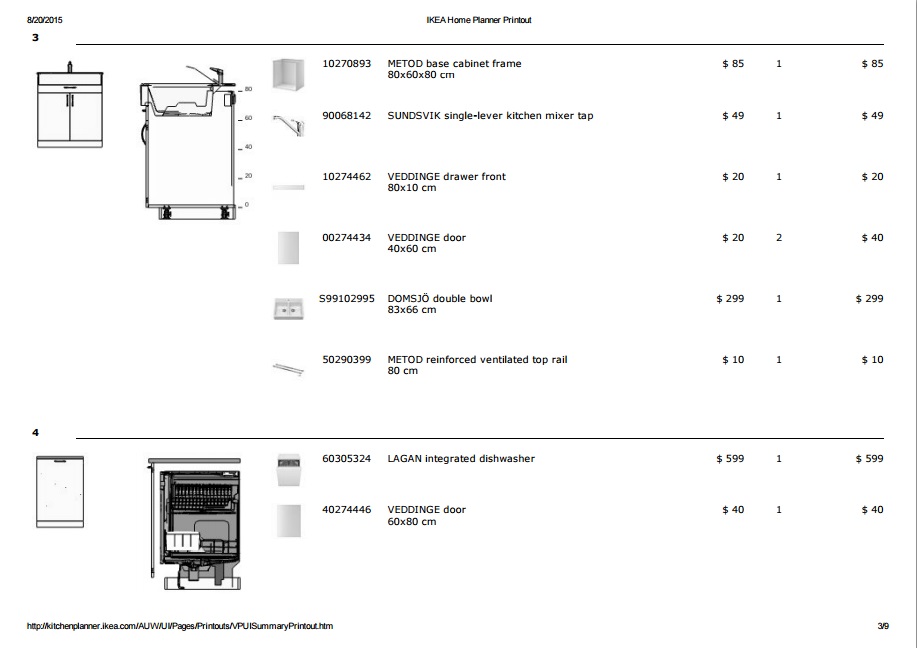 8/20/2015 IKEA Home Planner Printout
3
10270893 METOD base cabinet frame $ 85 1 $ 85
80x60x80 cm
80
90068142 SUNDSVIK single-lever kitchen mixer tap $ 49 1 $ 49
60
40
10274462 VEDDINGE drawer front $ 20 1 $ 20
20
80x10 cm
0
00274434 VEDDINGE door $ 20 2 $ 40
40x60 cm
S99102995 DOMSJÖ double bowl $ 299 1 $ 299
83x66 cm
50290399 METOD reinforced ventilated top rail $ 10 1 $ 10
80 cm
4
60305324 LAGAN integrated dishwasher $ 599 1 $ 599
40274446 VEDDINGE door $ 40 1 $ 40
60x80 cm
http://kitchenplanner.ikea.com/AUW/UI/Pages/Printouts/VPUISummaryPrintout.htm 3/9